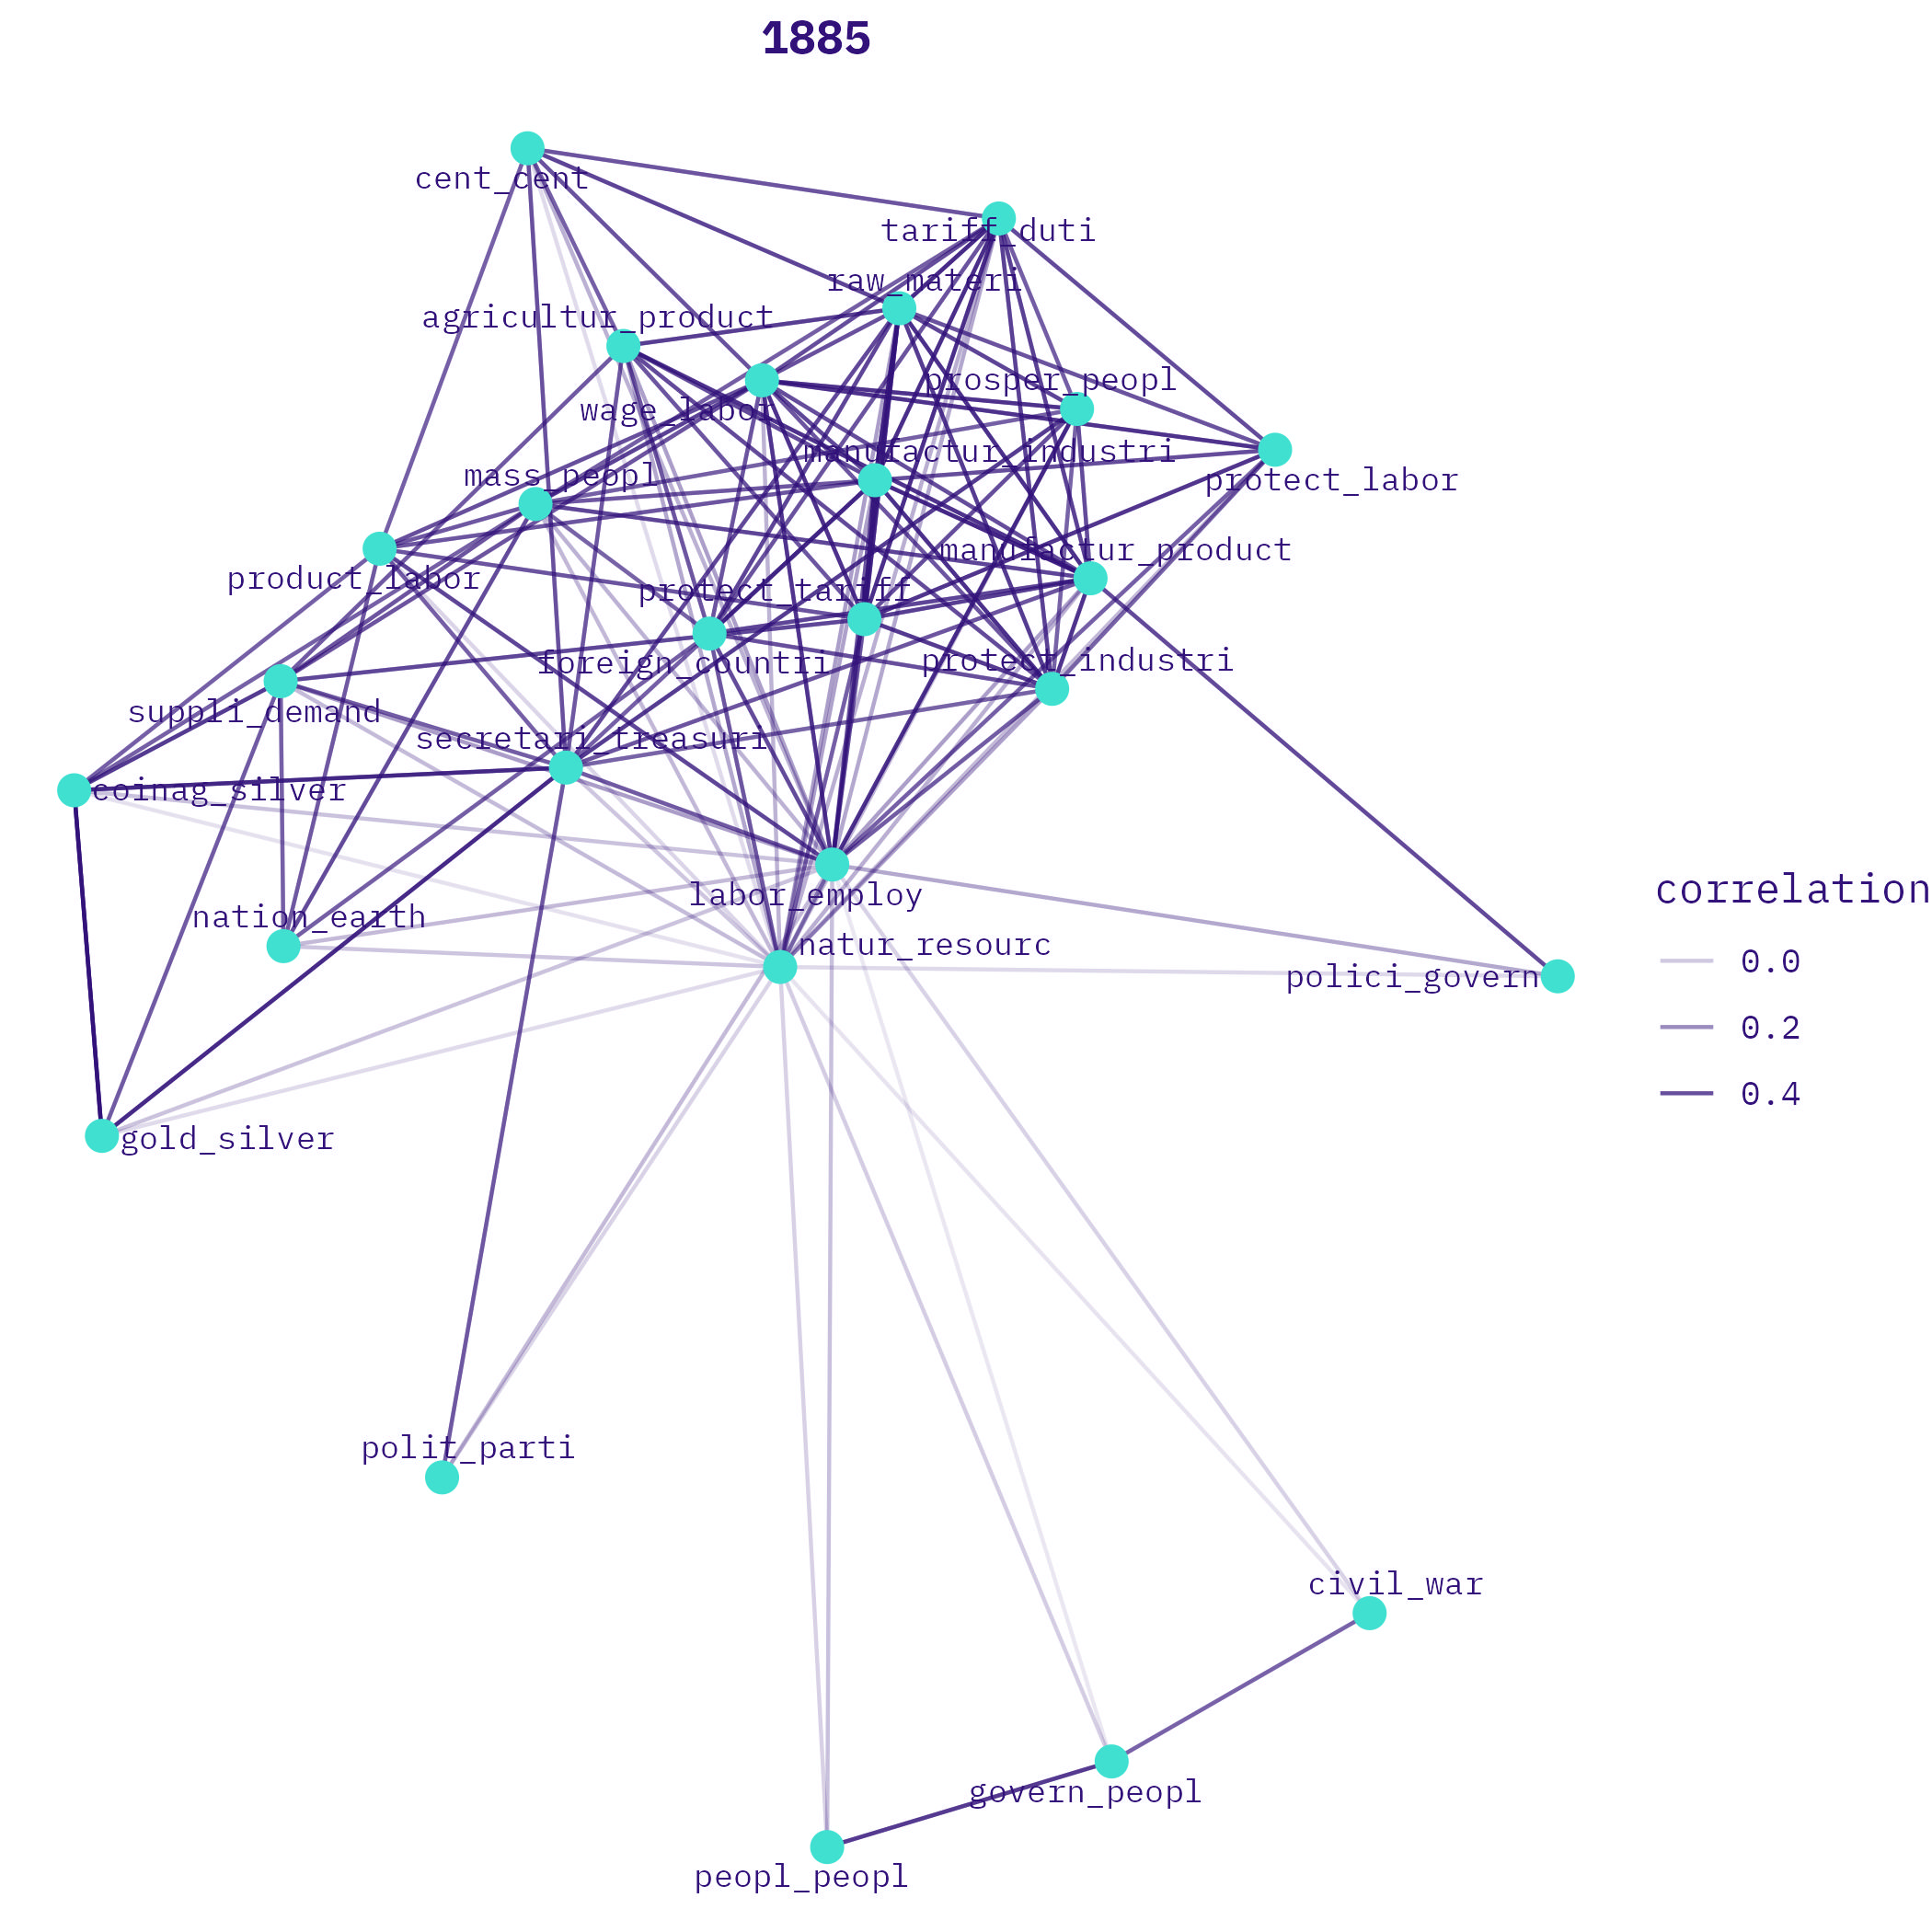 1885
cent_cent
tariff_duti
raw_materi
agricultur_product
prosper_peopl
wage_labor
manufactur_industri
mass_peopl
protect_labor
manufactur_product
product_labor
protect_tariff
foreign_countri
protect_industri
suppli_demand
secretari_treasuri
coinag_silver
labor_employ
correlation
nation_earth
natur_resourc
0.0
polici_govern
0.2
0.4
gold_silver
polit_parti
civil_war
govern_peopl
peopl_peopl